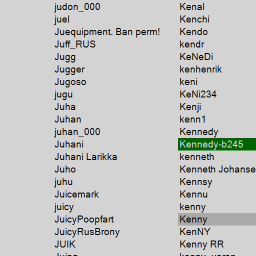 judon_000 Kenal
juel Kenchi
Juequipment. Ban perm! Kendo
Juff_RUS kendr
Jugg KeNeDi
Jugger kenhenrik
Jugoso keni
jugu KeNi234
Juha Kenji
Juhan kenn1
juhan_000 Kennedy
Juhani Kennedy-b245
Juhani Larikka kenneth
Juho Kenneth Johanse
juhu Kennsy
Juicemark Kennu
juicy kenny
JuicyPoopfart Kenny
JuicyRusBrony KenNY
JUIK Kenny RR